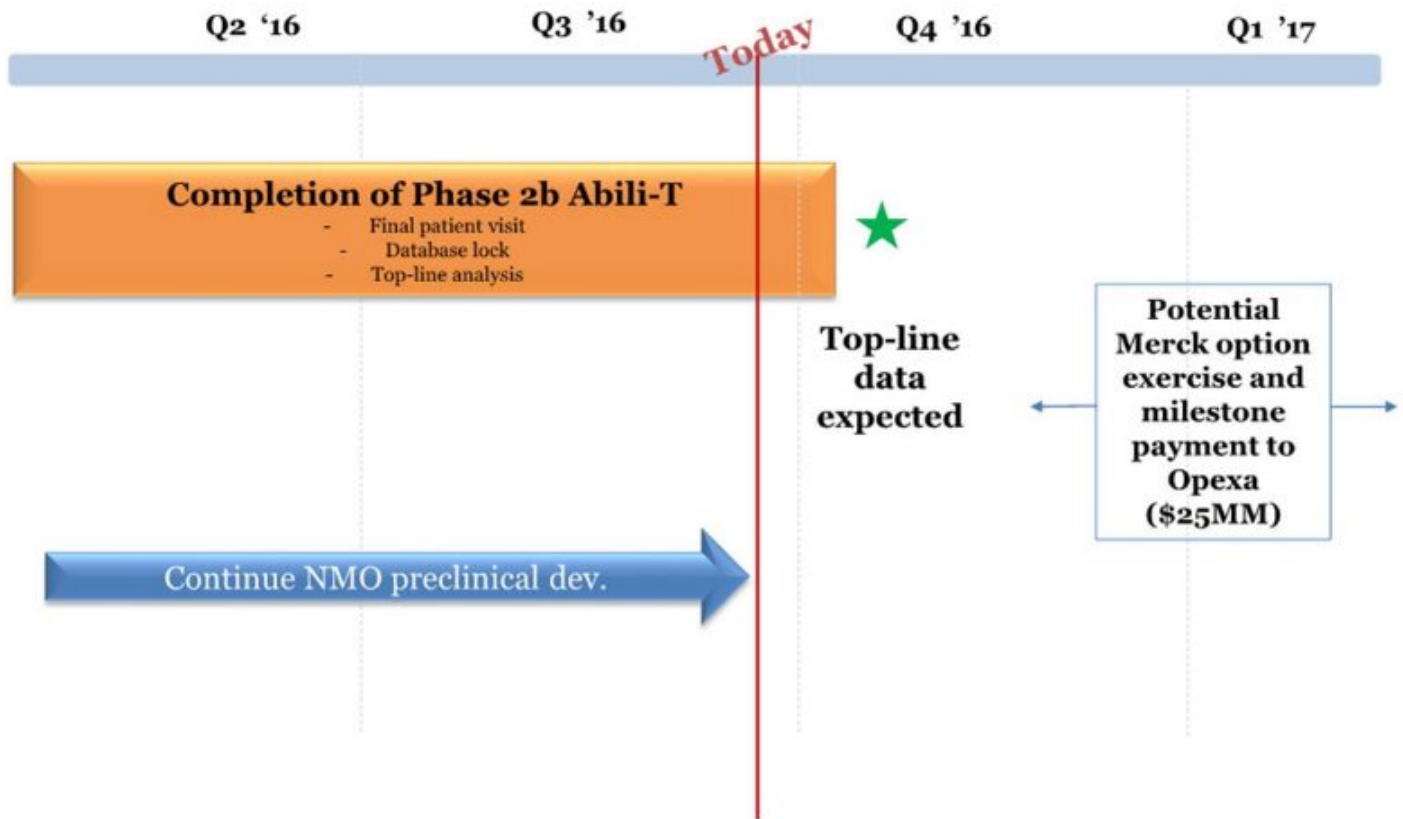 Q2 ‘16
Q3 ’16
Today
Q4 ’16
Q1 ’17
Completion of Phase 2b Abili-T
- Final patient visit
- Database lock
- Top-line analysis
Top-line
data
expected
Potential
Merck option
exercise and
milestone
payment to
Opexa
($25MM)
Continue NMO preclinical dev.